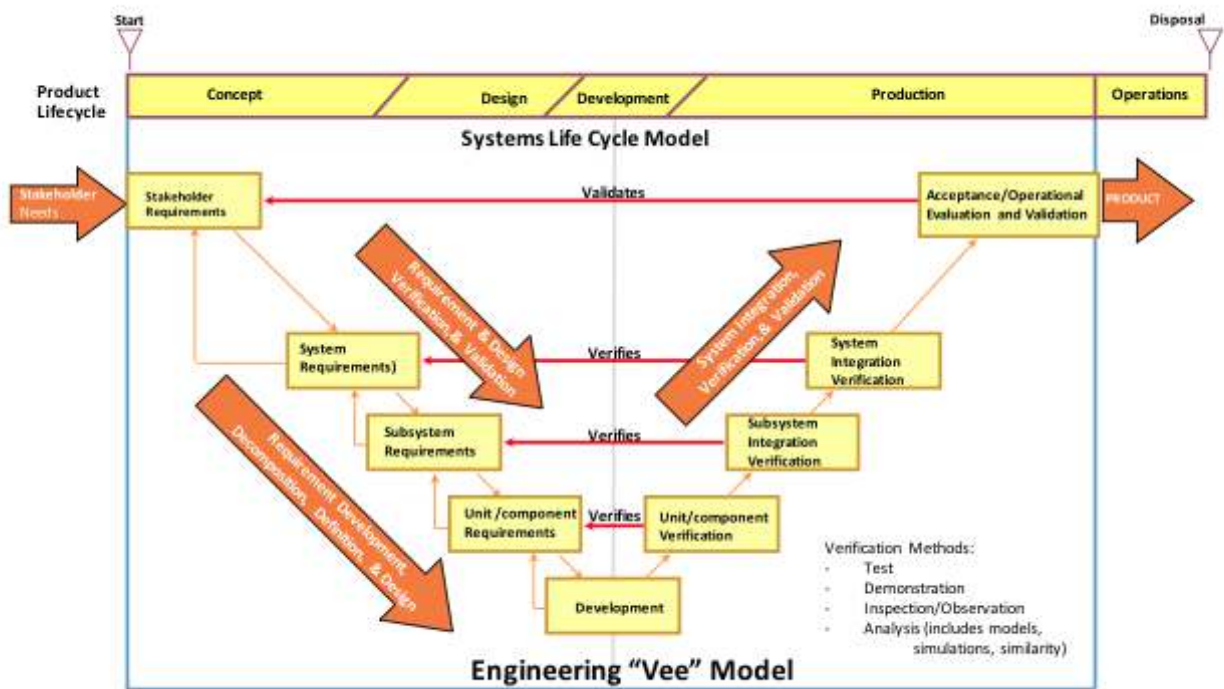 Start
Disposal
Product
Lifecycle
Concept
Design
Development
Production
Operations
Systems Life Cycle Model
Stakeholder
Needs
Stakeholder
Requirements
Validates
Acceptance/Operational
Evaluation and Validation
PRODUCT
Requirement & Design
Verification, & Validation
System Integration,
Verification, & Validation
System
Requirements)
Verifies
System
Integration
Verification
Requirement Development,
Decomposition, Definition, & Design
Subsystem
Requirements
Verifies
Subsystem
Integration
Verification
Unit /component
Requirements
Verifies
Unit/component
Verification
Development
Verification Methods:
- Test
- Demonstration
- Inspection/Observation
- Analysis (includes models,
simulations, similarity)
Engineering “Vee” Model